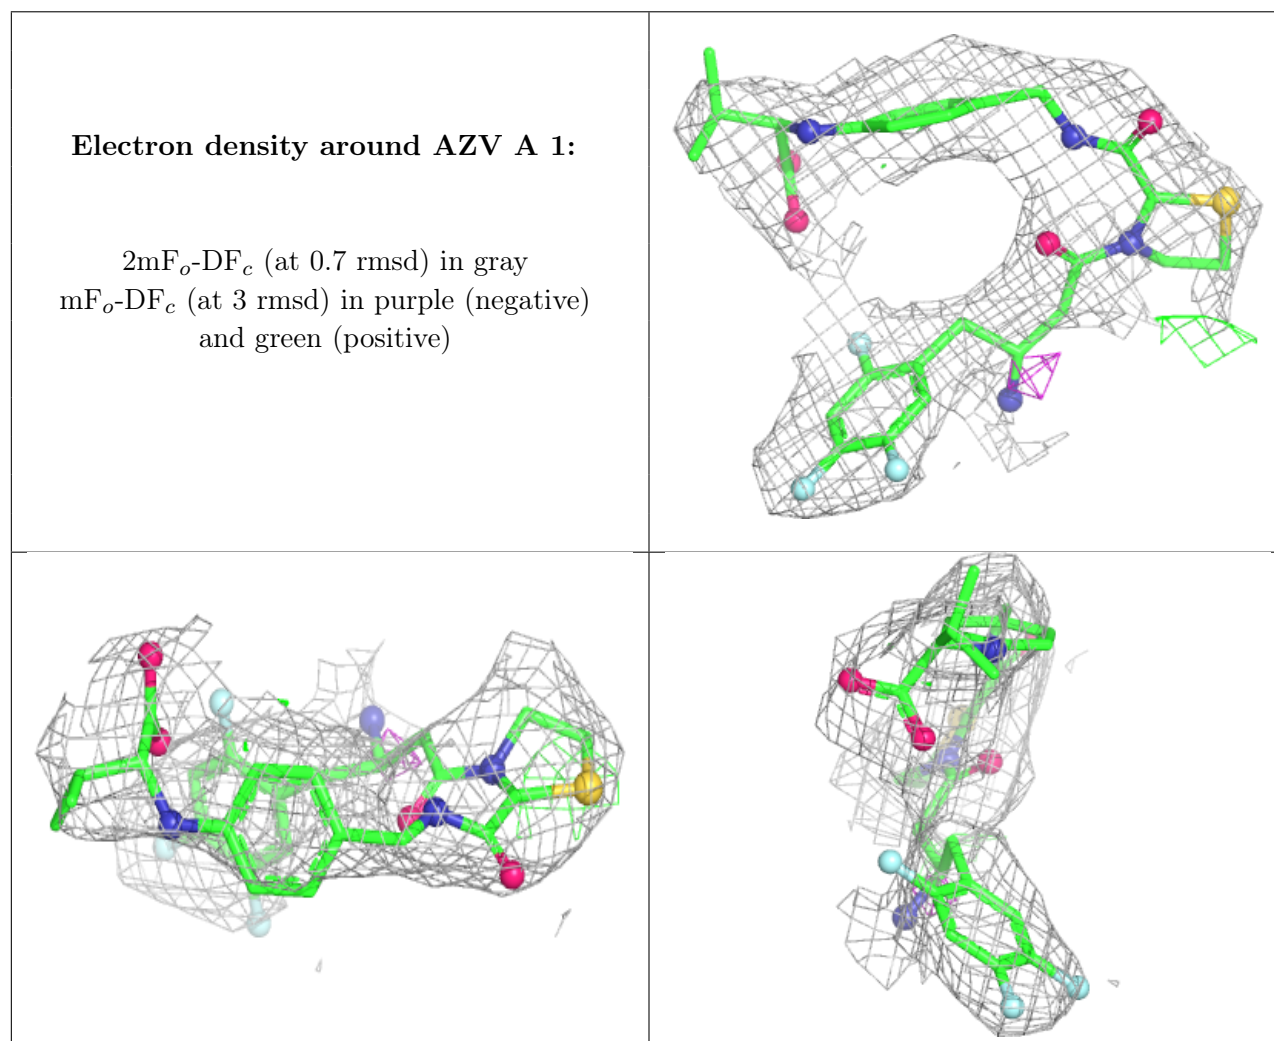 Electron density around AZV A 1:
2mFo-DFc (at 0.7 rmsd) in gray
mFo-DFc (at 3 rmsd) in purple (negative)
and green (positive)